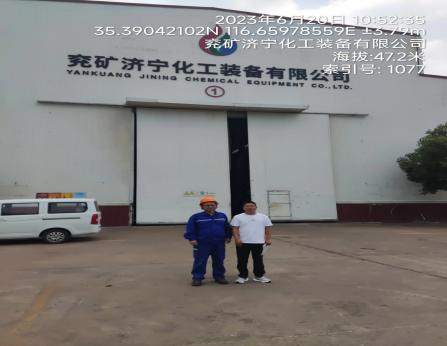 2023年6月20日 10:52:35
35.39042102N 116.65978559E ±3.79m
兖矿济宁化工装备有限公司
海拔:47.2米
索引号: 1077
兖矿济宁化工装备有限公司
YANKUANG JINING CHEMICAL EQUIPMENT CO.,LTD.
1